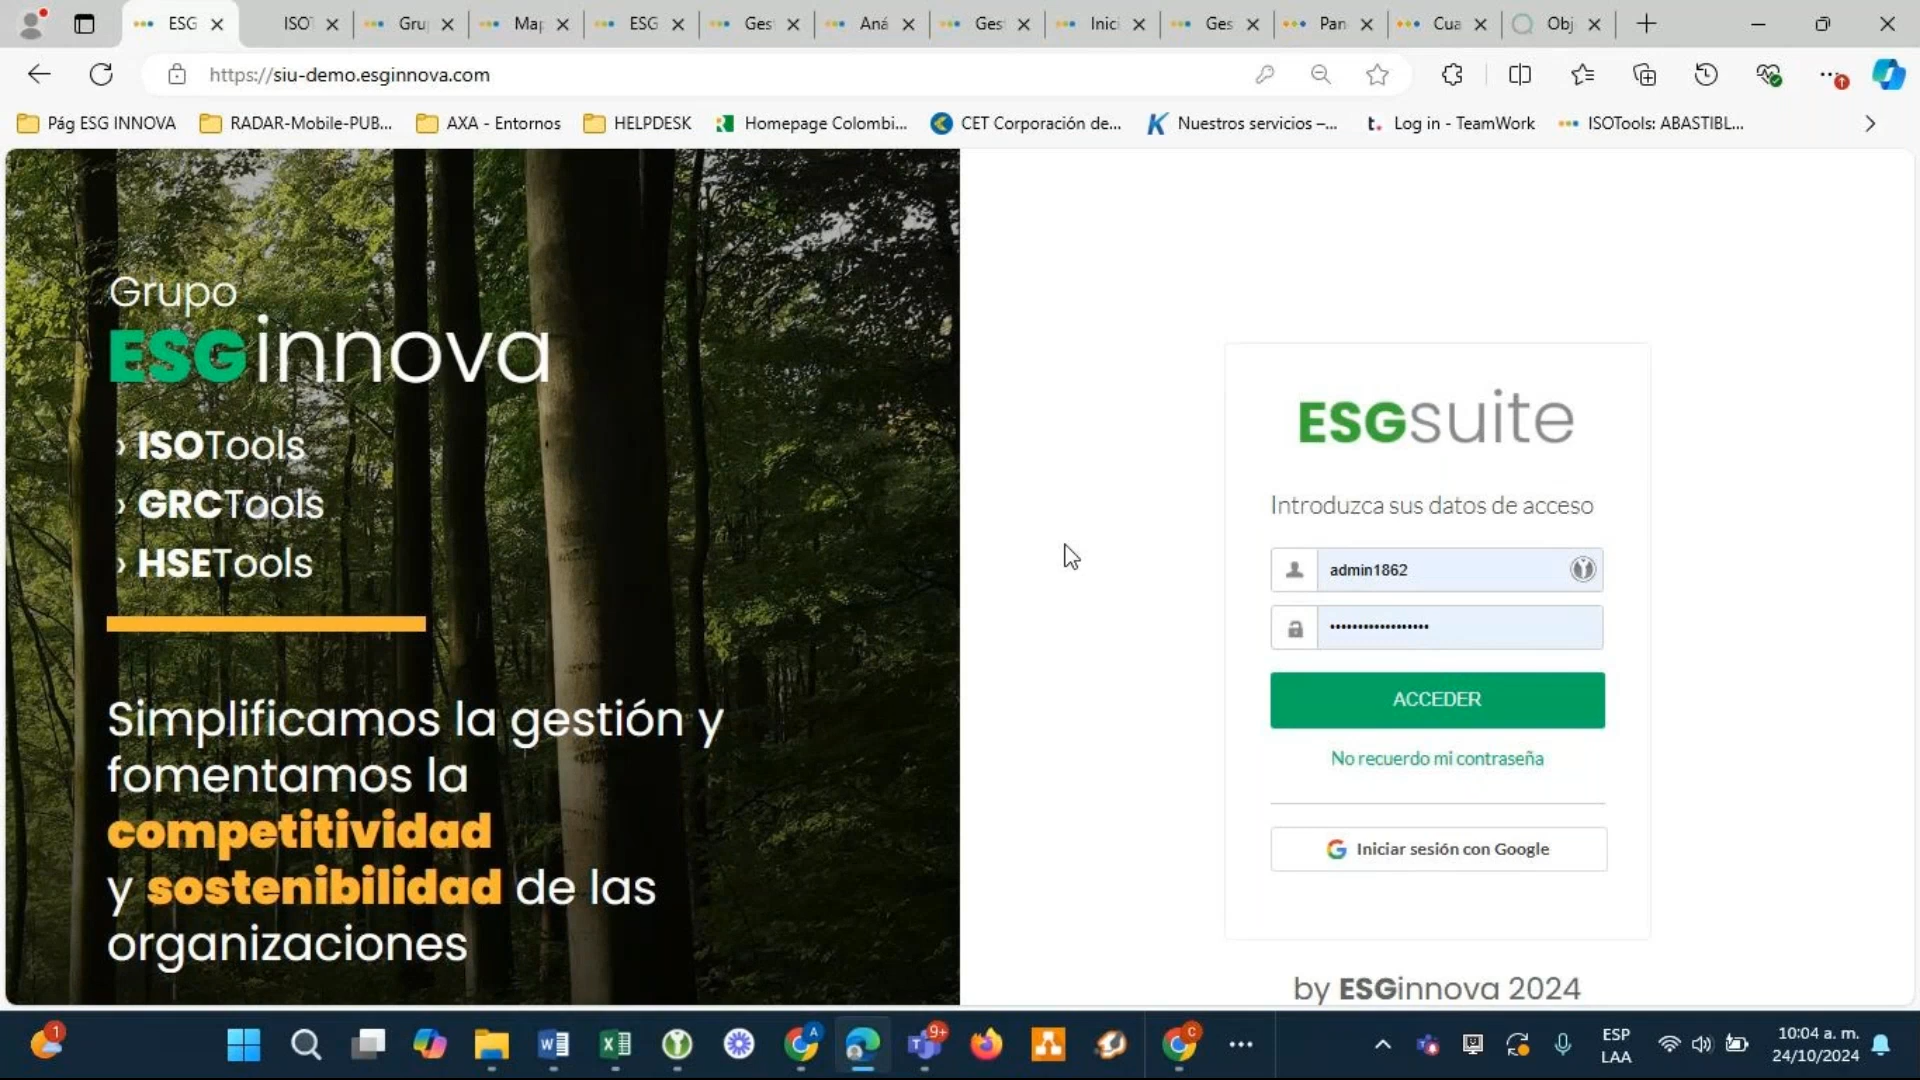 ESG
ISO
Gru
Ma
ESG
Ges
Aná
Ges
Inic
Ges
Pan
Cua
Obj
https://siu-demo.esginnova.com
Pág ESG INNOVA
RADAR-Mobile-PUB...
AXA - Entornos
HELPDESK
Homepage Colombi...
CET Corporación de...
Nuestros servicios –...
t. Log in - TeamWork
ISOTools: ABASTIBL...
Grupo
ESGinnova
› ISOTools
› GRCTools
› HSETools
Simplificamos la gestión y
fomentamos la
competitividad
y sostenibilidad de las
organizaciones
ESGsuite
Introduzca sus datos de acceso
admin1862
••••••••••••••••••
ACCEDER
No recuerdo mi contraseña
Iniciar sesión con Google
by ESGinnova 2024
1
A
9+
C
ESP
LAA
10:04 a. m.
24/10/2024